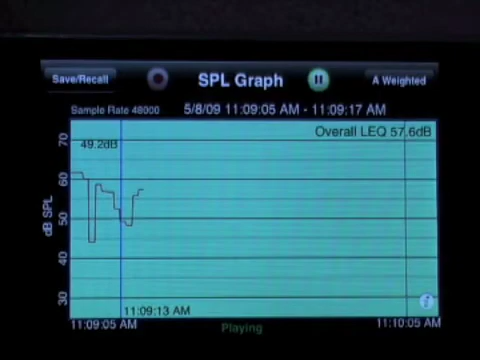 Save/Recall
SPL Graph
A Weighted
Sample Rate 48000
5/8/09 11:09:05 AM - 11:09:17 AM
Overall LEQ 57.6dB
49.2dB
dB SPL
70
60
50
40
30
11:09:13 AM
11:09:05 AM
Playing
11:10:05 AM